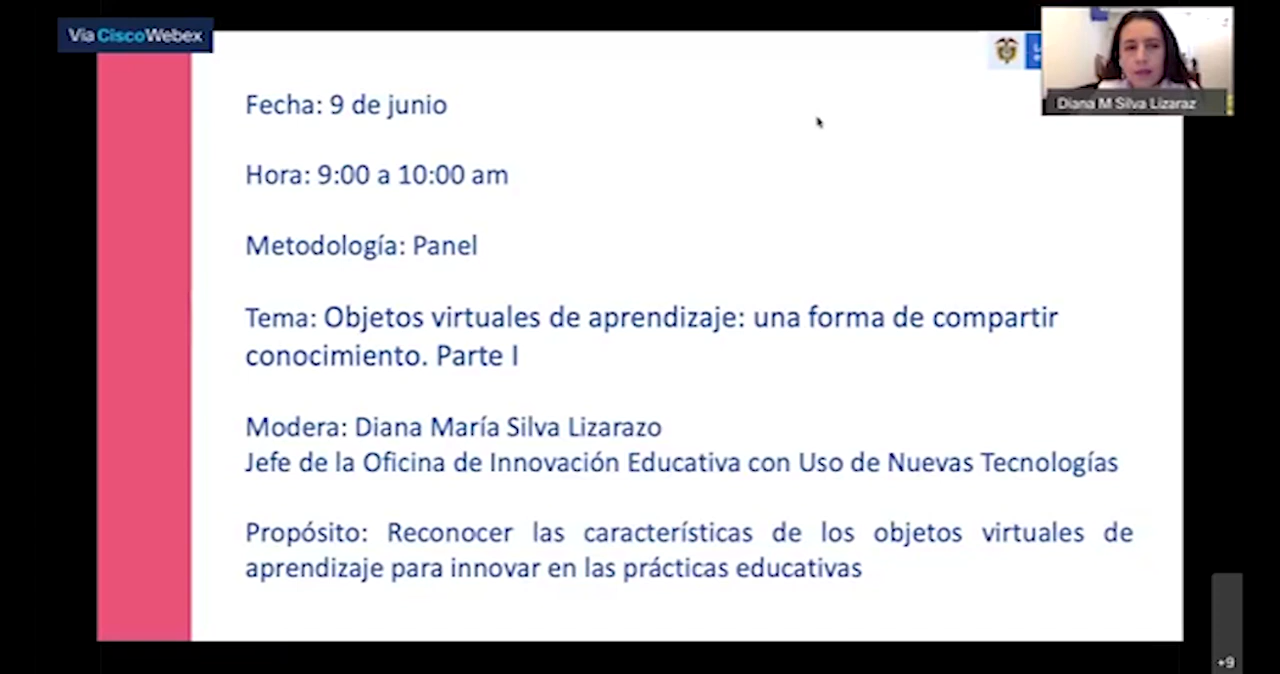 Via CiscoWebex
Diana M Silva Lizaraz
Fecha: 9 de junio
Hora: 9:00 a 10:00 am
Metodología: Panel
Tema: Objetos virtuales de aprendizaje: una forma de compartir
conocimiento. Parte I
Modera: Diana María Silva Lizarazo
Jefe de la Oficina de Innovación Educativa con Uso de Nuevas Tecnologías
Propósito: Reconocer las características de los objetos virtuales de
aprendizaje para innovar en las prácticas educativas
+9